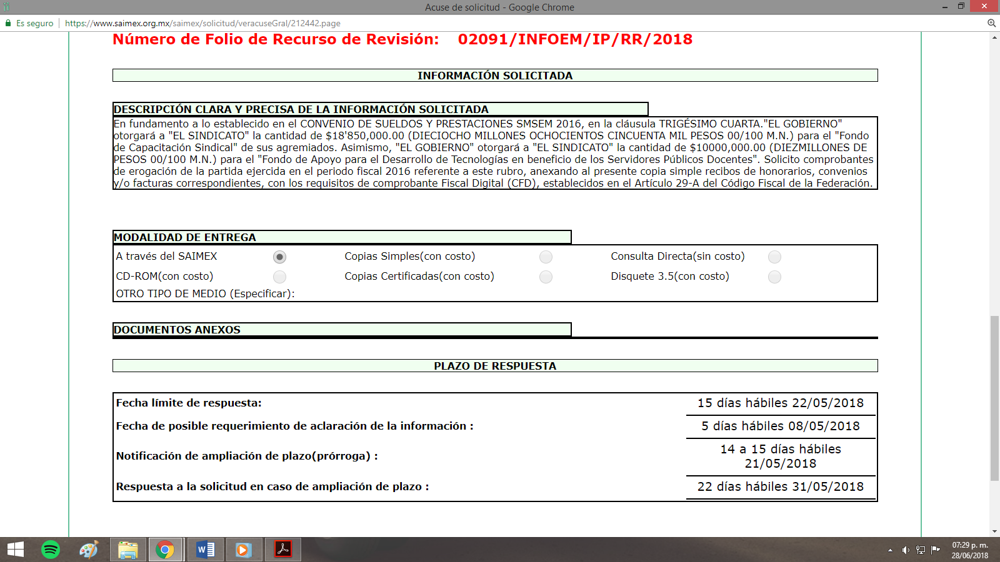 Acuse de solicitud - Google Chrome
Es seguro https://www.saimex.org.mx/saimex/solicitud/veracuseGral/212442.page
Número de Folio de Recurso de Revisión: 02091/INFOEM/IP/RR/2018
INFORMACIÓN SOLICITADA
DESCRIPCIÓN CLARA Y PRECISA DE LA INFORMACIÓN SOLICITADA
En fundamento a lo establecido en el CONVENIO DE SUELDOS Y PRESTACIONES SMSEM 2016, en la cláusula TRIGÉSIMO CUARTA."EL GOBIERNO"
otorgará a "EL SINDICATO" la cantidad de $18'850,000.00 (DIECIOCHO MILLONES OCHOCIENTOS CINCUENTA MIL PESOS 00/100 M.N.) para el "Fondo
de Capacitación Sindical" de sus agremiados. Asimismo, "EL GOBIERNO" otorgará a "EL SINDICATO" la cantidad de $10000,000.00 (DIEZMILLONES DE
PESOS 00/100 M.N.) para el "Fondo de Apoyo para el Desarrollo de Tecnologías en beneficio de los Servidores Públicos Docentes". Solicito comprobantes
de erogación de la partida ejercida en el periodo fiscal 2016 referente a este rubro, anexando al presente copia simple recibos de honorarios, convenios
y/o facturas correspondientes, con los requisitos de comprobante Fiscal Digital (CFD), establecidos en el Artículo 29-A del Código Fiscal de la Federación.
MODALIDAD DE ENTREGA
A través del SAIMEX Copias Simples(con costo) Consulta Directa(sin costo)
CD-ROM(con costo) Copias Certificadas(con costo) Disquete 3.5(con costo)
OTRO TIPO DE MEDIO (Especificar):
DOCUMENTOS ANEXOS
PLAZO DE RESPUESTA
Fecha límite de respuesta: 15 días hábiles 22/05/2018
Fecha de posible requerimiento de aclaración de la información : 5 días hábiles 08/05/2018
Notificación de ampliación de plazo(prórroga) : 14 a 15 días hábiles
21/05/2018
Respuesta a la solicitud en caso de ampliación de plazo : 22 días hábiles 31/05/2018
07:29 p. m.
28/06/2018